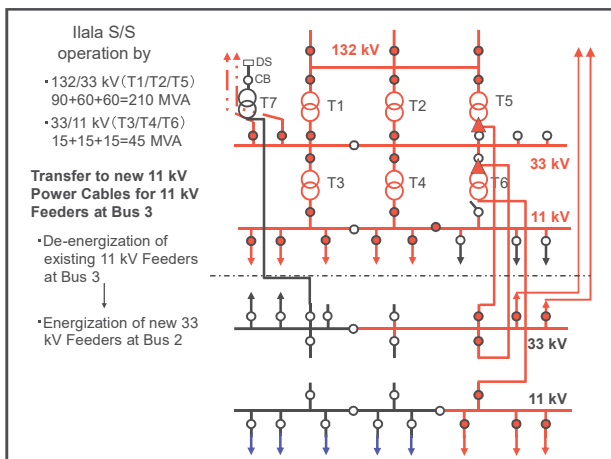 Ilala S/S
operation by
・132/33 kV(T1/T2/T5)
90+60+60=210 MVA
・33/11 kV(T3/T4/T6)
15+15+15=45 MVA
Transfer to new 11 kV
Power Cables for 11 kV
Feeders at Bus 3
・De-energization of
existing 11 kV Feeders
at Bus 3
・Energization of new 33
kV Feeders at Bus 2
132 kV
DS
CB
T7
T1
T2
T5
33 kV
T3
T4
T6
11 kV
33 kV
11 kV